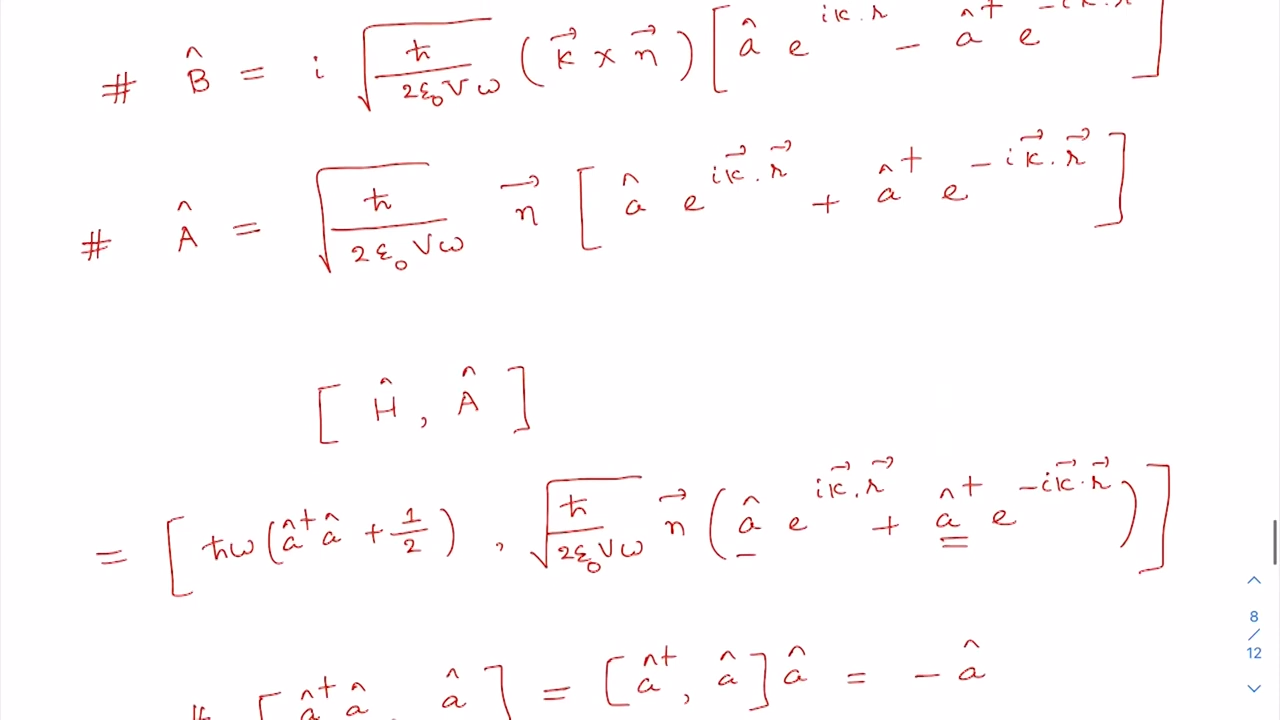 # B̂ = i √(ħ / 2ε₀Vω) (k⃗ × n⃗) [ â e^{ik.r} − â† e^{−ik.r} ]
# Â = √(ħ / 2ε₀Vω) n⃗ [ â e^{ik⃗.r⃗} + â† e^{−ik⃗.r⃗} ]
[ Ĥ, Â ]
= [ ħω(â†â + 1/2) , √(ħ / 2ε₀Vω) n⃗ ( â e^{ik⃗.r⃗} + â† e^{−ik⃗.r⃗} ) ]
# [ â†â , â ] = [ â†, â ] â = − â
8
/
12